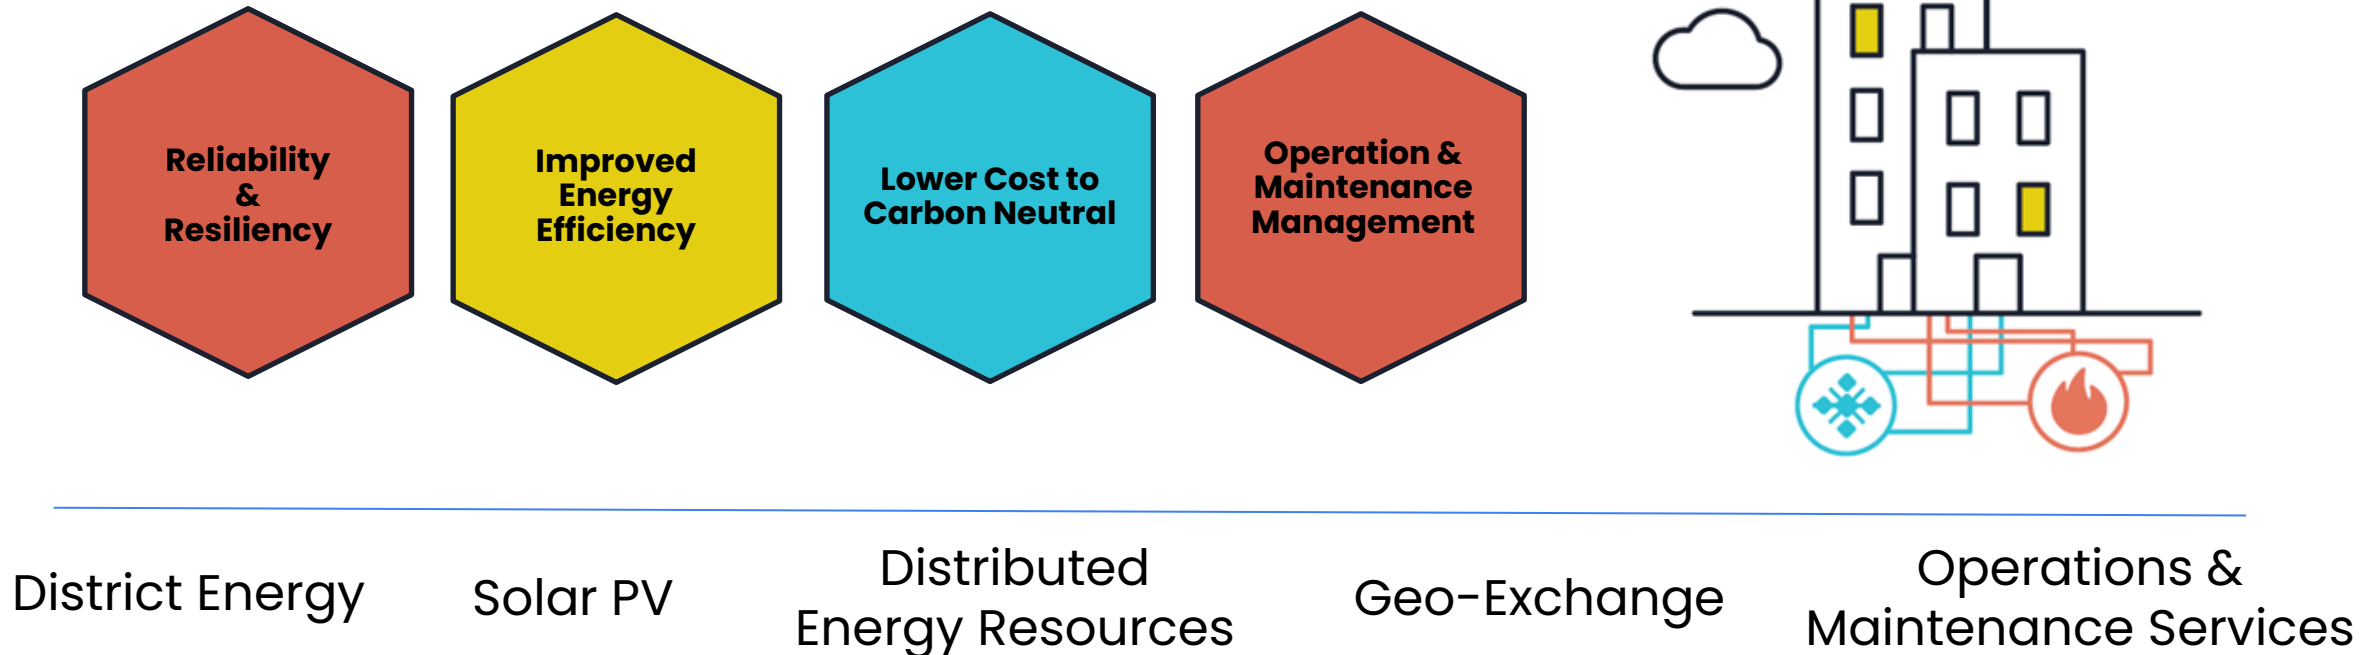 Reliability
&
Resiliency
Improved
Energy
Efficiency
Lower Cost to
Carbon Neutral
Operation &
Maintenance
Management
District Energy
Solar PV
Distributed
Energy Resources
Geo-Exchange
Operations &
Maintenance Services